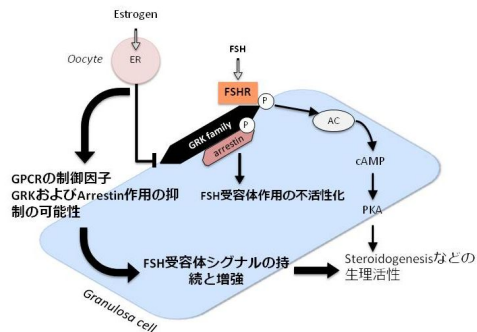 Estrogen
Oocyte
ER
FSH
FSHR
P
GRK family
P
arrestin
AC
cAMP
PKA
GPCRの制御因子
GRKおよびArrestin作用の抑
制の可能性
FSH受容体作用の不活性化
FSH受容体シグナルの持
続と増強
Steroidogenesisなどの
生理活性
Granulosa cell